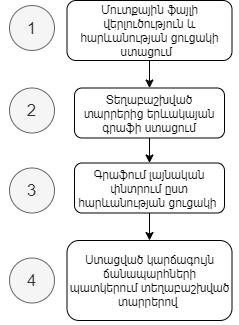 1
Մուտքային ֆայլի
վերլուծություն և
հարևանության ցուցակի
ստացում
2
Տեղաբաշխված
տարրերից երևակայան
գրաֆի ստացում
3
Գրաֆում լայնական
փնտրում ըստ
հարևանության ցուցակի
4
Ստացված կարճագույն
ճանապարհների
պատկերում տեղաբաշխված
տարրերով